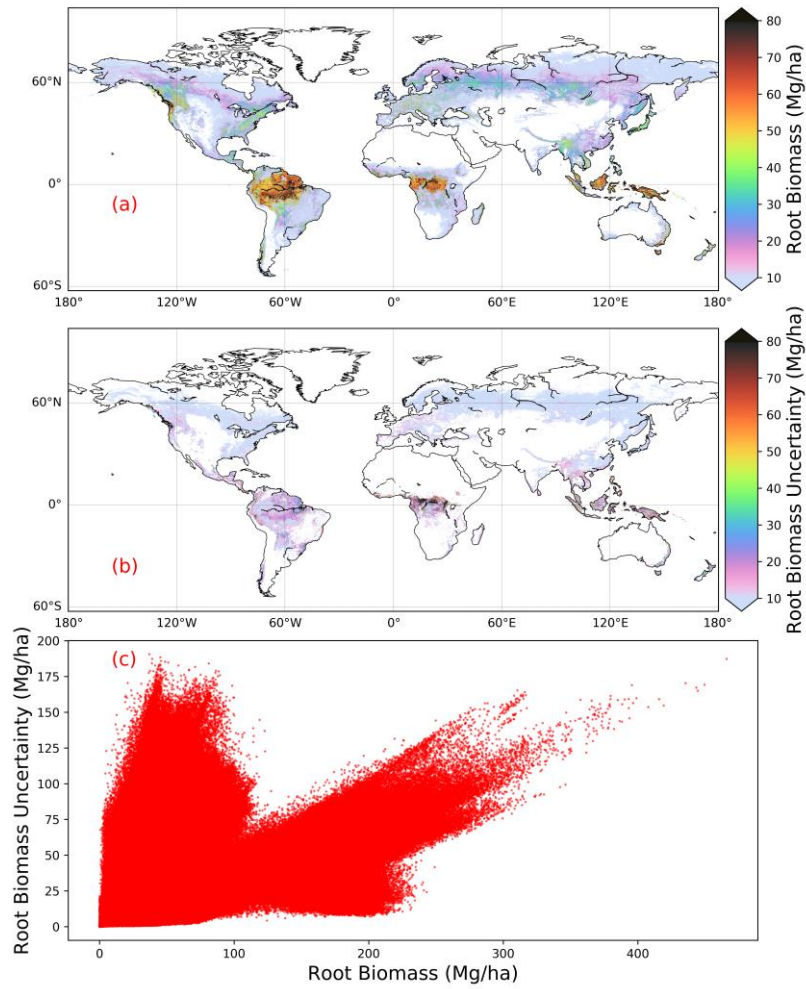 80
70
60
50
40
30
20
10
Root Biomass (Mg/ha)
60°N
0°
60°S
(a)
180° 120°W 60°W 0° 60°E 120°E 180°
80
70
60
50
40
30
20
10
Root Biomass Uncertainty (Mg/ha)
60°N
0°
60°S
(b)
180° 120°W 60°W 0° 60°E 120°E 180°
Root Biomass Uncertainty (Mg/ha)
200
175
150
125
100
75
50
25
0
(c)
0 100 200 300 400
Root Biomass (Mg/ha)